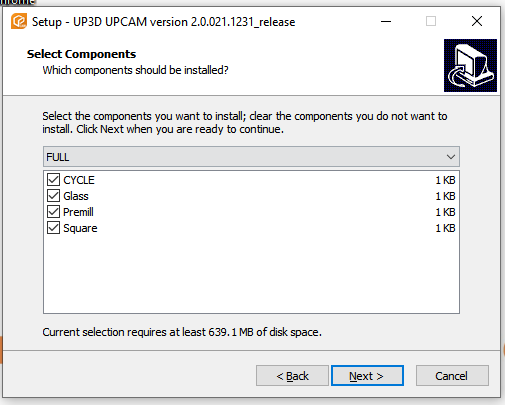 hrome
Setup - UP3D UPCAM version 2.0.021.1231_release
Select Components
Which components should be installed?
Select the components you want to install; clear the components you do not want to
install. Click Next when you are ready to continue.
FULL
CYCLE 1 KB
Glass 1 KB
Premill 1 KB
Square 1 KB
Current selection requires at least 639.1 MB of disk space.
< Back Next > Cancel